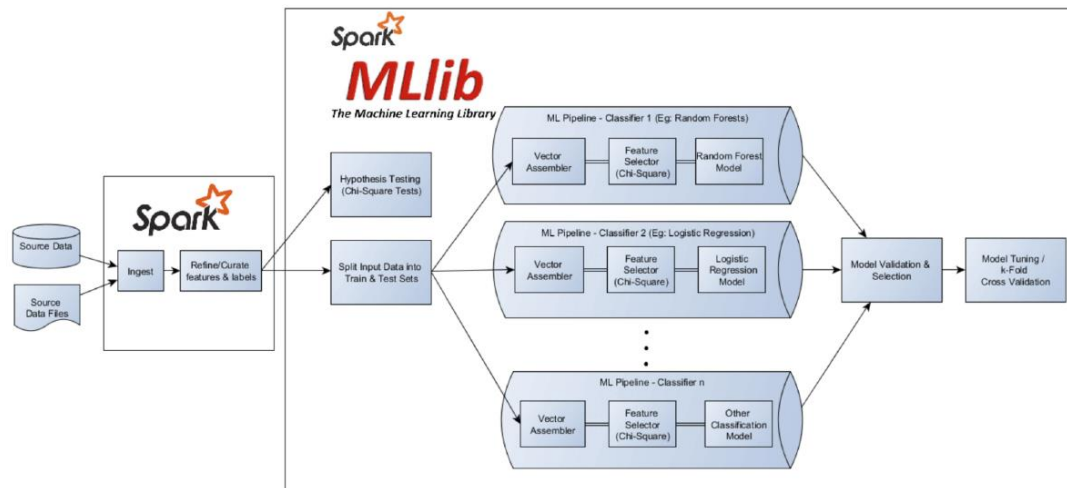 Spark
MLlib
The Machine Learning Library
Spark
Source Data
Source
Data Files
Ingest
Refine/Curate
features & labels
Hypothesis Testing
(Chi-Square Tests)
Split Input Data into
Train & Test Sets
ML Pipeline - Classifier 1 (Eg: Random Forests)
Vector
Assembler
Feature
Selector
(Chi-Square)
Random Forest
Model
ML Pipeline - Classifier 2 (Eg: Logistic Regression)
Vector
Assembler
Feature
Selector
(Chi-Square)
Logistic
Regression
Model
ML Pipeline - Classifier n
Vector
Assembler
Feature
Selector
(Chi-Square)
Other
Classification
Model
Model Validation &
Selection
Model Tuning /
k-Fold
Cross Validation